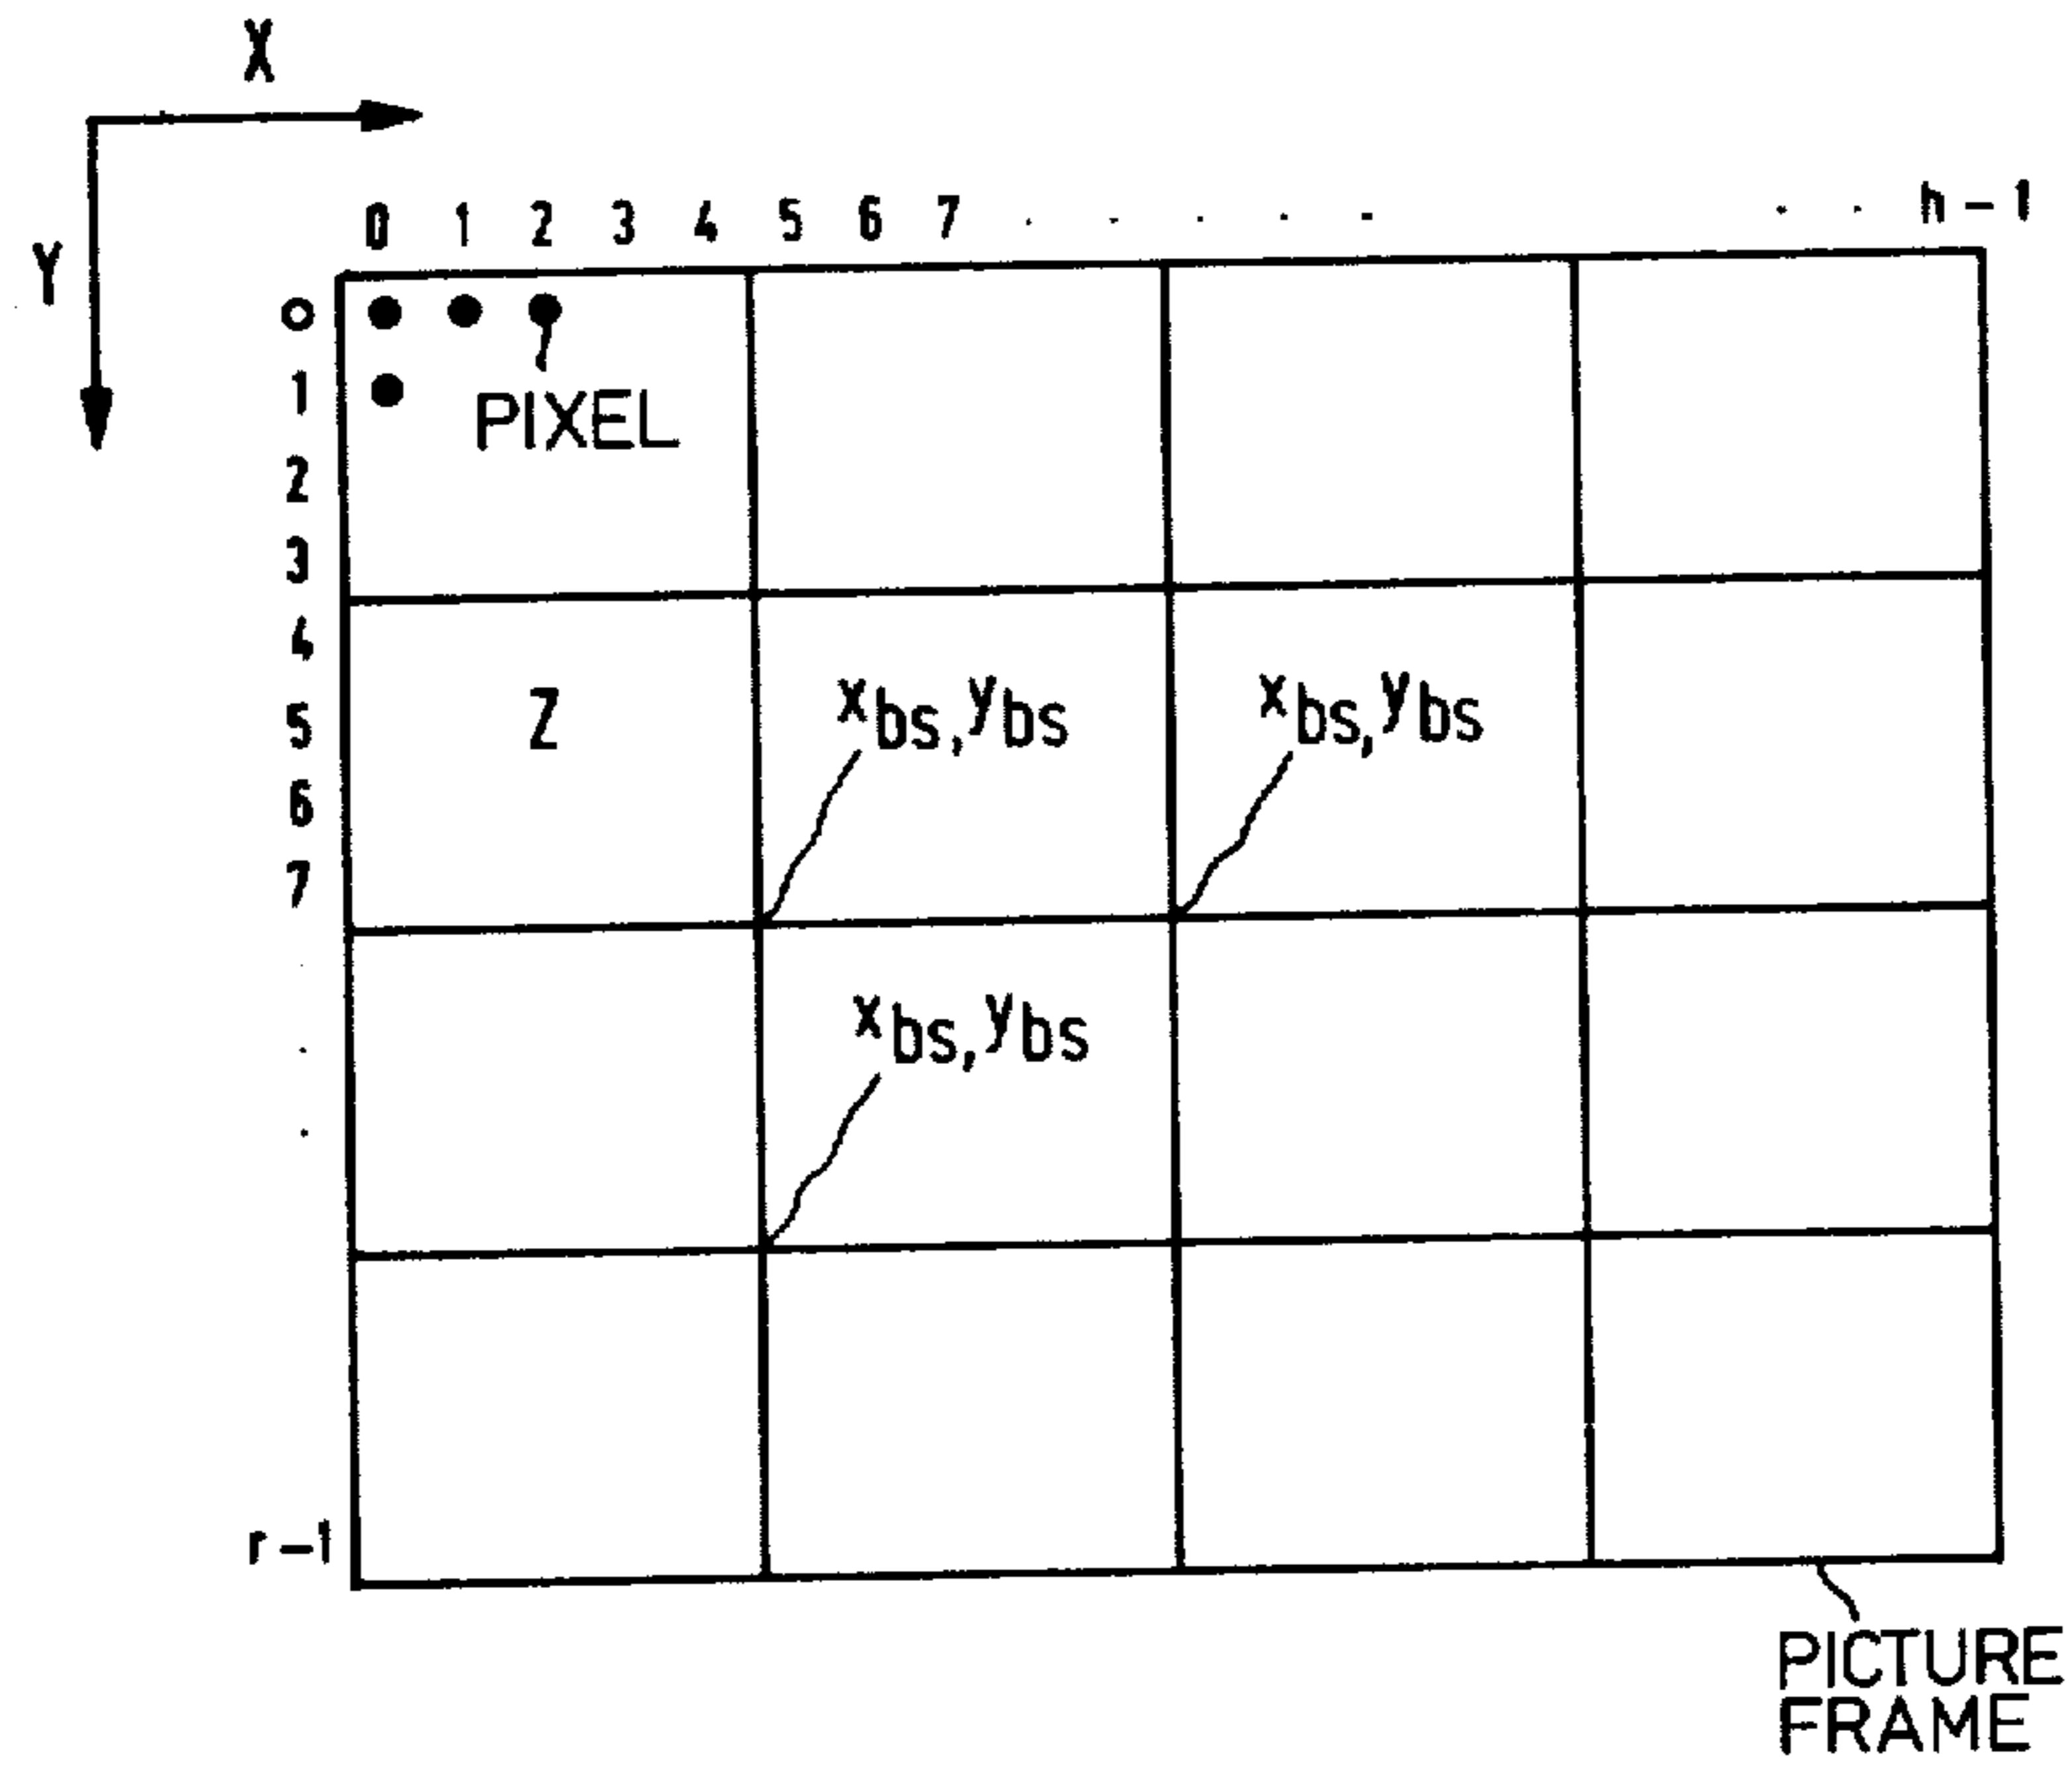 X
Y
0 1 2 3 4 5 6 7 . . . . - . . h-1
0
1
PIXEL
2
3
4
5
6
7
.
.
Z
x_bs, y_bs
x_bs, y_bs
x_bs, y_bs
r-1
PICTURE
FRAME